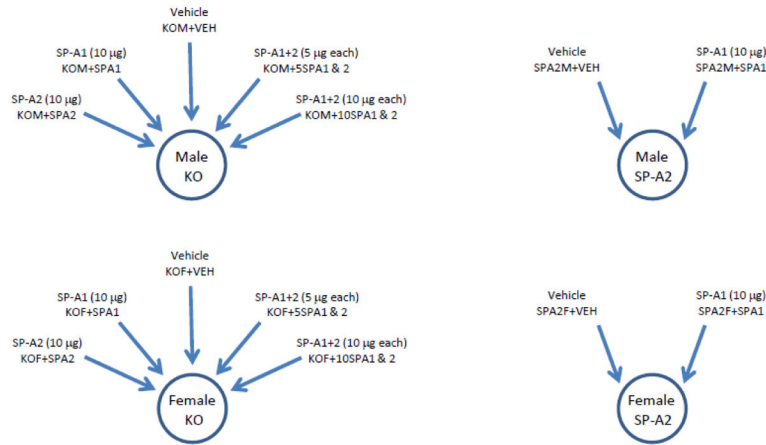 Vehicle
KOM+VEH
SP-A1 (10 µg)
KOM+SPA1
SP-A1+2 (5 µg each)
KOM+5SPA1 & 2
SP-A2 (10 µg)
KOM+SPA2
SP-A1+2 (10 µg each)
KOM+10SPA1 & 2
Male
KO
Vehicle
SPA2M+VEH
SP-A1 (10 µg)
SPA2M+SPA1
Male
SP-A2
Vehicle
KOF+VEH
SP-A1 (10 µg)
KOF+SPA1
SP-A1+2 (5 µg each)
KOF+5SPA1 & 2
SP-A2 (10 µg)
KOF+SPA2
SP-A1+2 (10 µg each)
KOF+10SPA1 & 2
Female
KO
Vehicle
SPA2F+VEH
SP-A1 (10 µg)
SPA2F+SPA1
Female
SP-A2